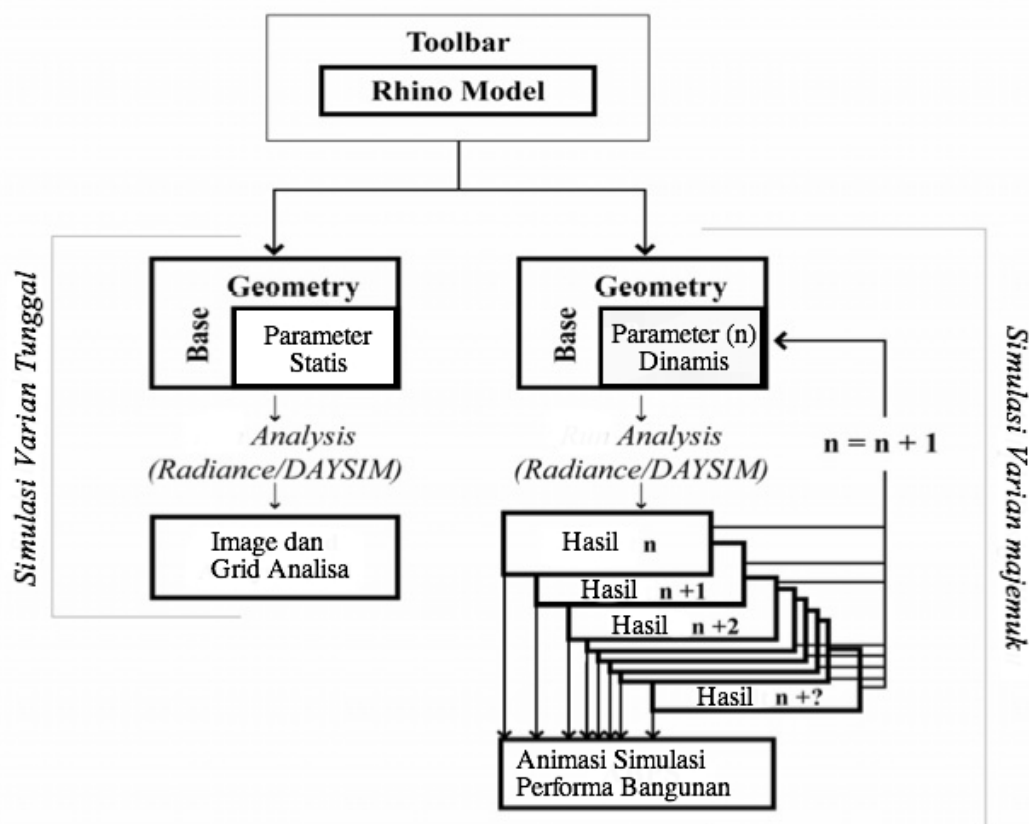 Toolbar
Rhino Model
Simulasi Varian Tunggal
Geometry
Base
Parameter
Statis
Analysis
(Radiance/DAYSIM)
Image dan
Grid Analisa
Geometry
Base
Parameter (n)
Dinamis
Analysis
(Radiance/DAYSIM)
n = n + 1
Hasil n
Hasil n +1
Hasil n +2
Hasil n +?
Animasi Simulasi
Performa Bangunan
Simulasi Varian majemuk